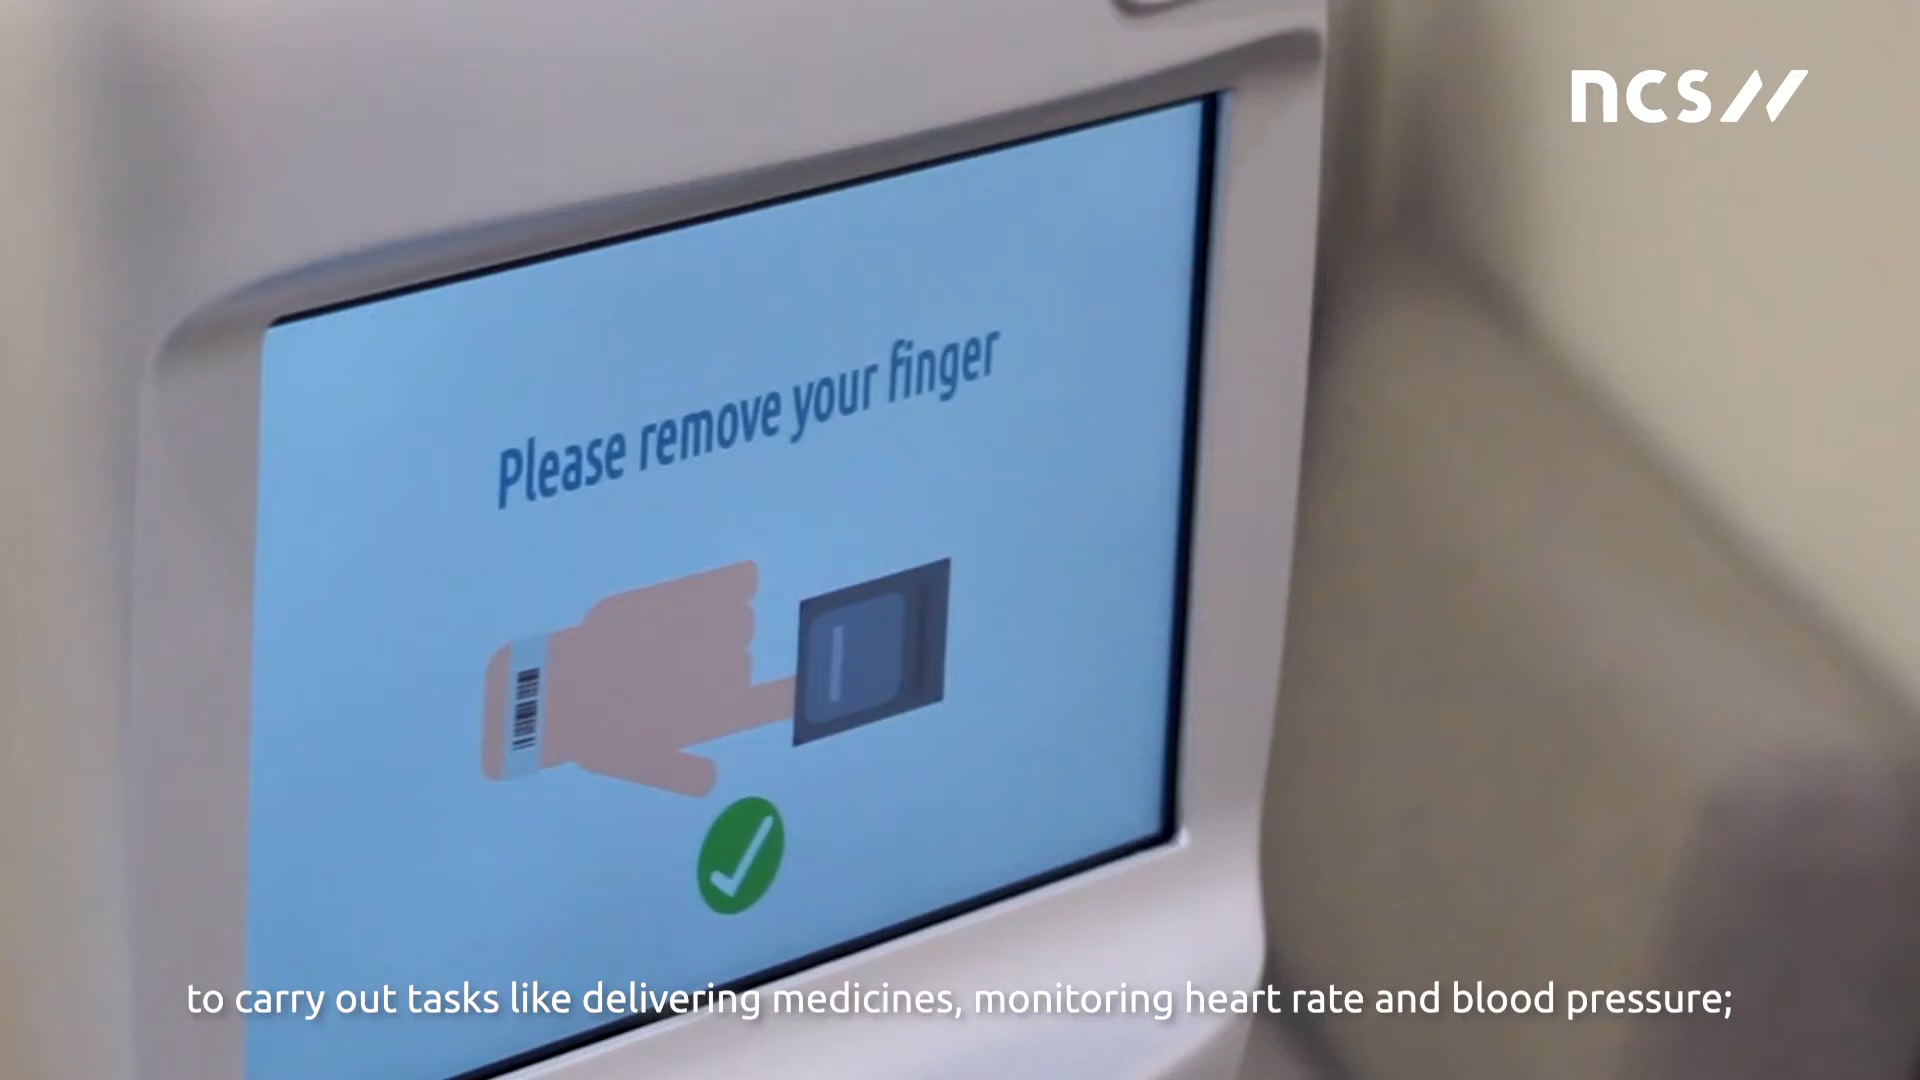 ncs
Please remove your finger
to carry out tasks like delivering medicines, monitoring heart rate and blood pressure;